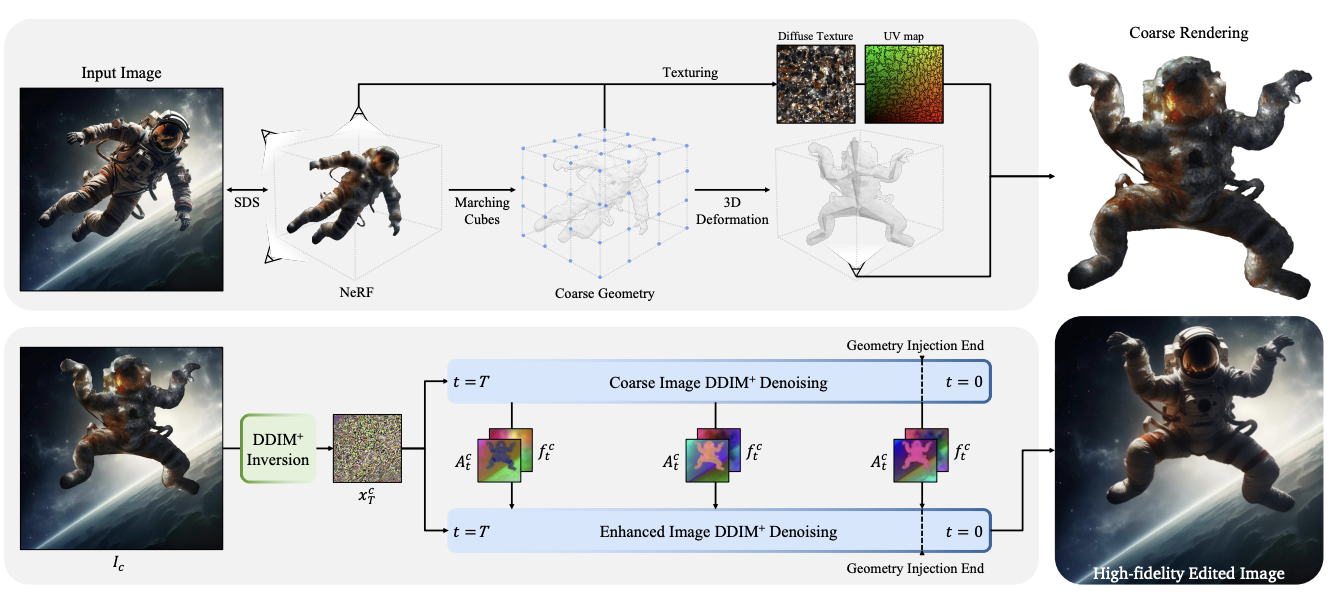 Input Image
SDS
NeRF
Marching
Cubes
Coarse Geometry
3D
Deformation
Texturing
Diffuse Texture
UV map
Coarse Rendering
I_c
DDIM⁺
Inversion
x_T^c
t = T
Coarse Image DDIM⁺ Denoising
t = 0
Geometry Injection End
A_t^c
f_t^c
A_t^c
f_t^c
A_t^c
f_t^c
t = T
Enhanced Image DDIM⁺ Denoising
t = 0
Geometry Injection End
High-fidelity Edited Image